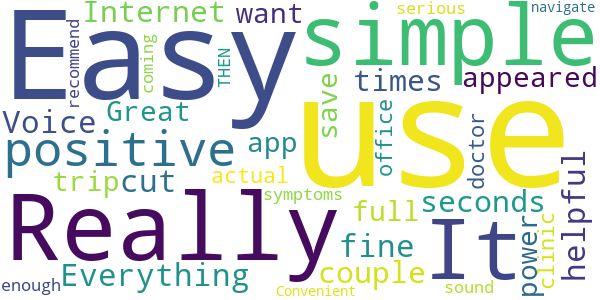 Easy
use
Really
simple
It
positive
Internet
want
serious
navigate
recommend
coming
THEN
save
times
appeared
Voice
Great
app
office
doctor
trip
cut
actual
symptoms
full
seconds
helpful
fine
power
clinic
Everything
couple
enough
Convenient
sound